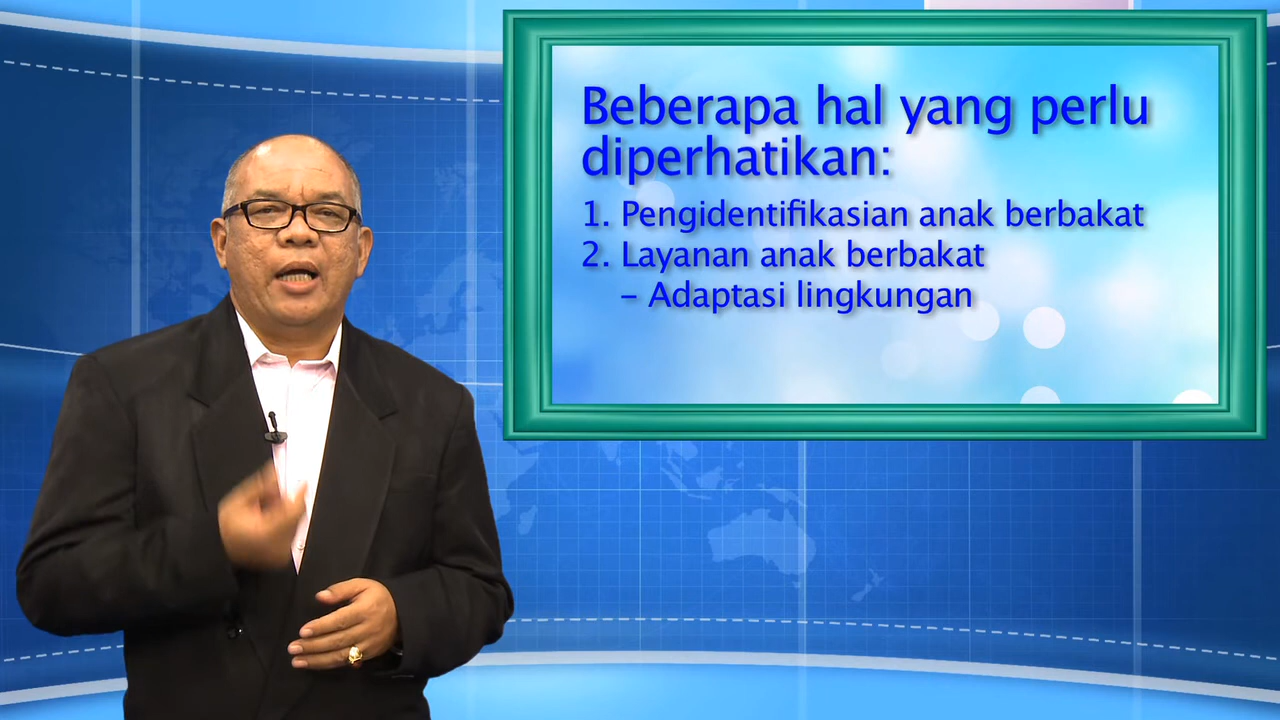 Beberapa hal yang perlu
diperhatikan:
1. Pengidentifikasian anak berbakat
2. Layanan anak berbakat
– Adaptasi lingkungan